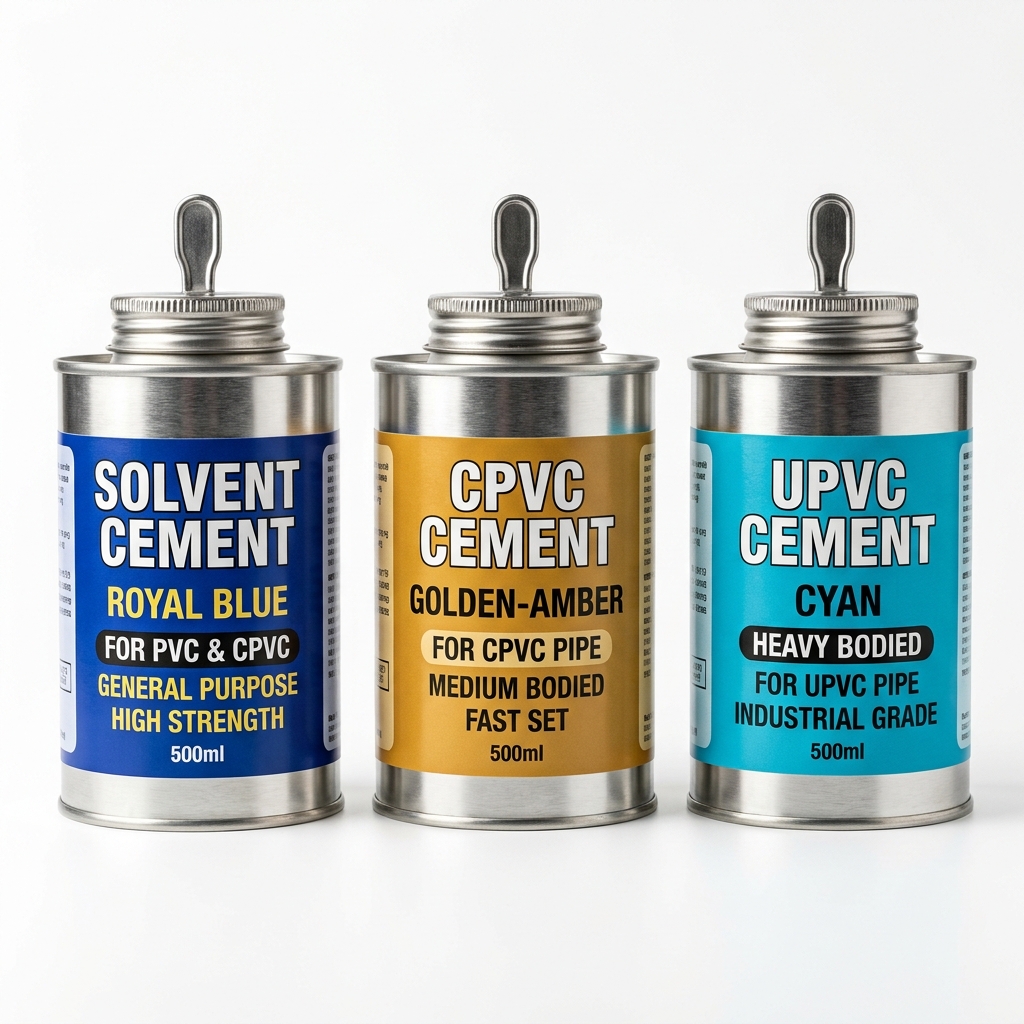 SOLVENT
CEMENT
ROYAL BLUE
FOR PVC & CPVC
GENERAL PURPOSE
HIGH STRENGTH
500ml
CPVC
CEMENT
GOLDEN-AMBER
FOR CPVC PIPE
MEDIUM BODIED
FAST SET
500ml
UPVC
CEMENT
CYAN
HEAVY BODIED
FOR UPVC PIPE
INDUSTRIAL GRADE
500ml